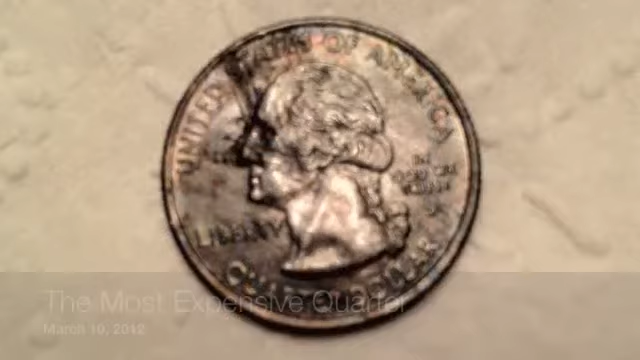 UNITED STATES OF AMERICA
LIBERTY
IN
GOD WE
TRUST
QUARTER DOLLAR
The Most Expensive Quarter
March 10, 2012